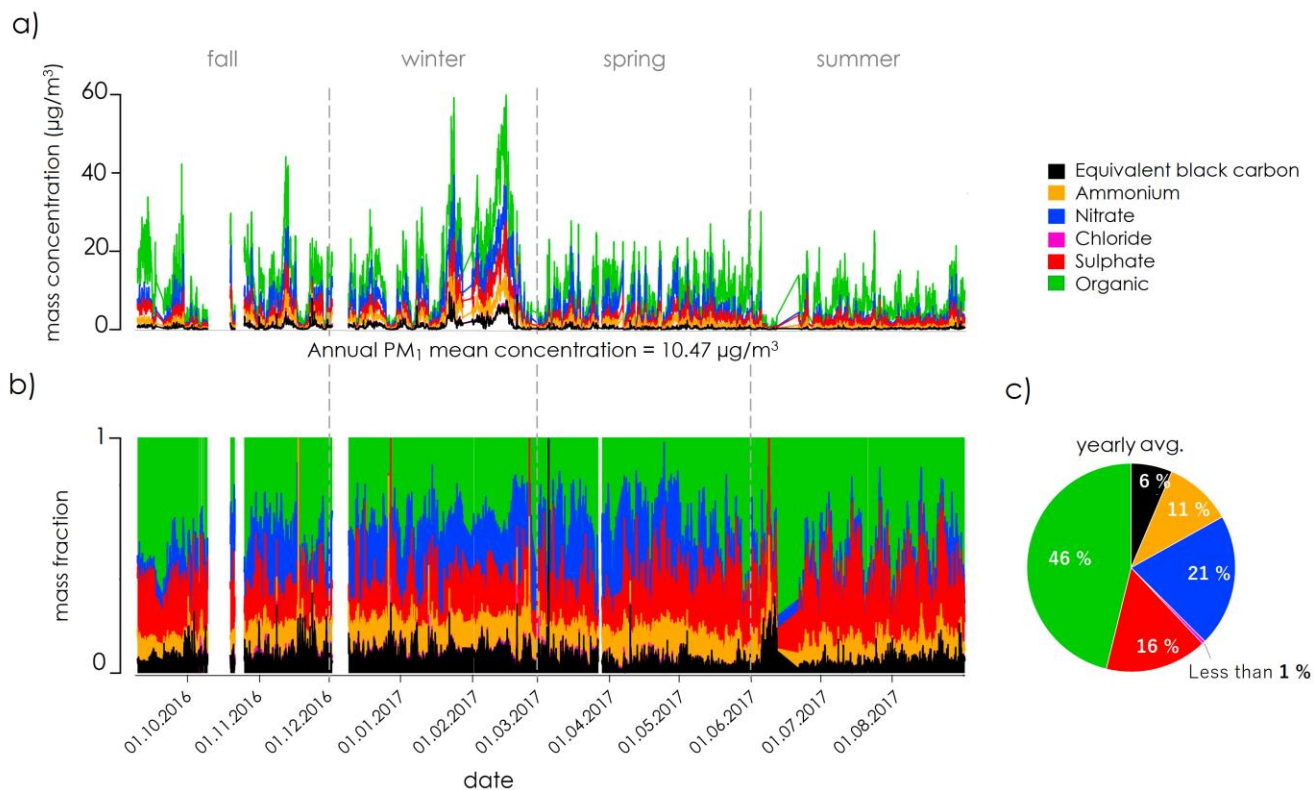 a)
fall
winter
spring
summer
mass concentration (µg/m³)
60
40
20
0
Equivalent black carbon
Ammonium
Nitrate
Chloride
Sulphate
Organic
Annual PM₁ mean concentration = 10.47 µg/m³
b)
mass fraction
1
0
01.10.2016
01.11.2016
01.12.2016
01.01.2017
01.02.2017
01.03.2017
01.04.2017
01.05.2017
01.06.2017
01.07.2017
01.08.2017
date
c)
yearly avg.
6 %
11 %
21 %
46 %
16 %
Less than 1 %